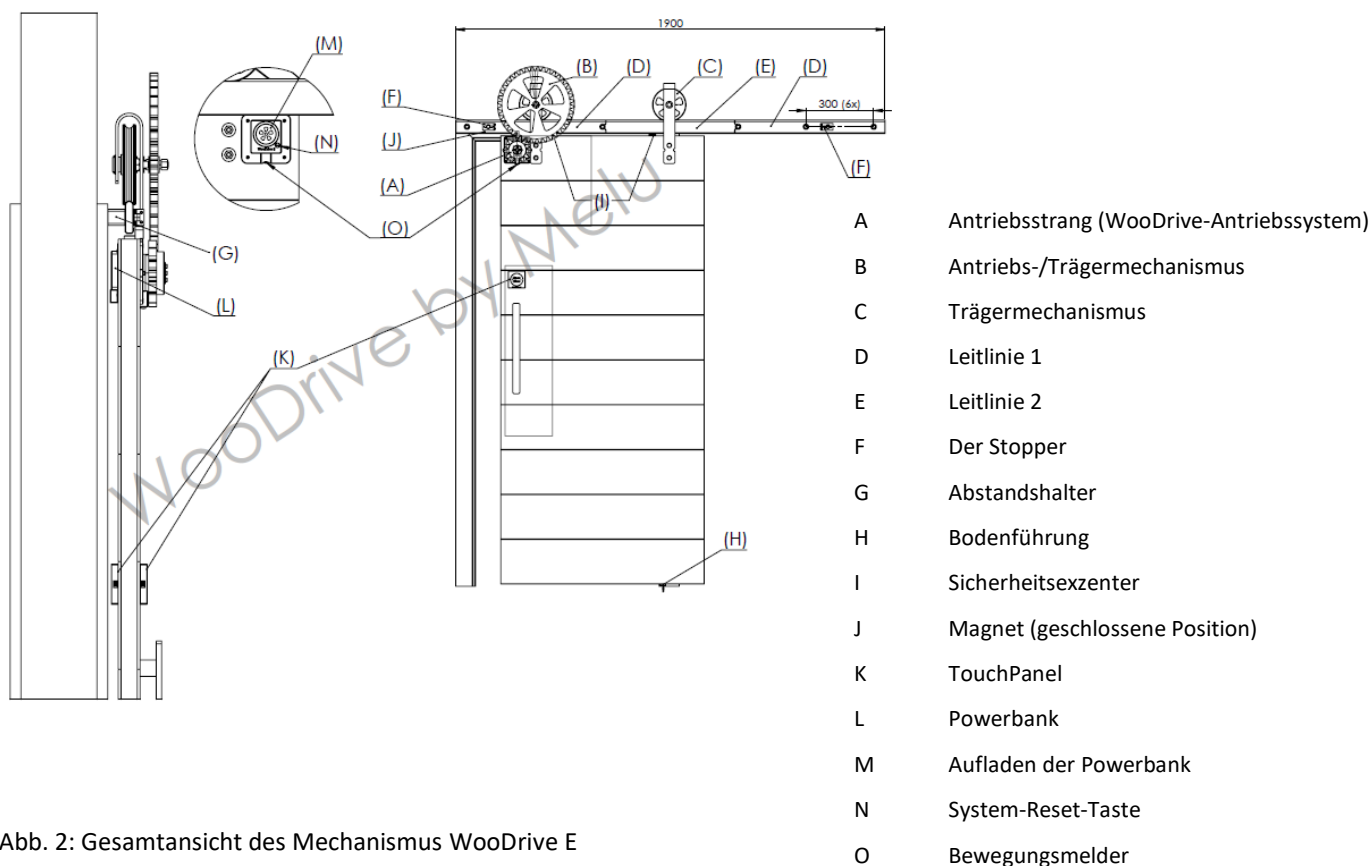 1900
(M)
(B)
(D)
(C)
(E)
(D)
(F)
300 (6x)
(J)
(N)
(F)
(A)
(I)
(O)
(G)
(L)
(K)
(H)
WooDrive by Melu
A Antriebsstrang (WooDrive-Antriebssystem)
B Antriebs-/Trägermechanismus
C Trägermechanismus
D Leitlinie 1
E Leitlinie 2
F Der Stopper
G Abstandshalter
H Bodenführung
I Sicherheitsexzenter
J Magnet (geschlossene Position)
K TouchPanel
L Powerbank
M Aufladen der Powerbank
N System-Reset-Taste
O Bewegungsmelder
Abb. 2: Gesamtansicht des Mechanismus WooDrive E